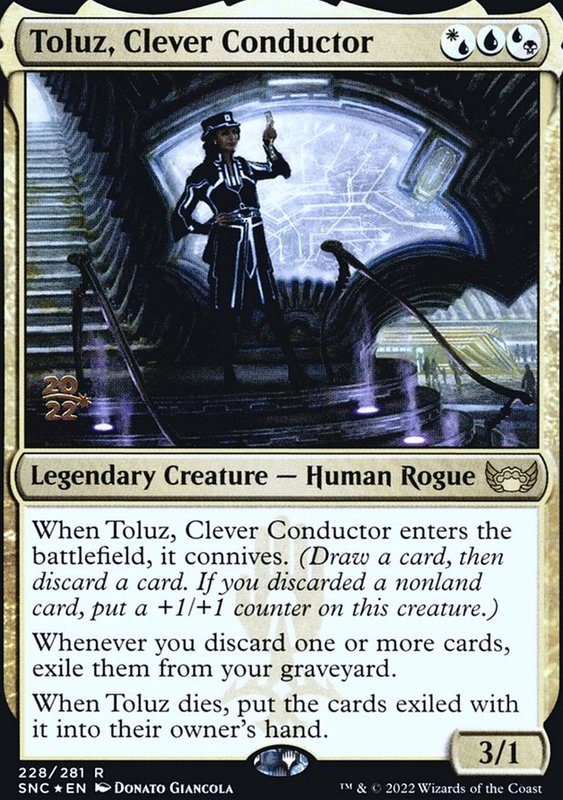 Toluz, Clever Conductor
20
22
Legendary Creature — Human Rogue
When Toluz, Clever Conductor enters the
battlefield, it connives. (Draw a card, then
discard a card. If you discarded a nonland
card, put a +1/+1 counter on this creature.)
Whenever you discard one or more cards,
exile them from your graveyard.
When Toluz dies, put the cards exiled with
it into their owner's hand.
3/1
228/281 R
SNC ★ EN Donato Giancola
™ & © 2022 Wizards of the Coast